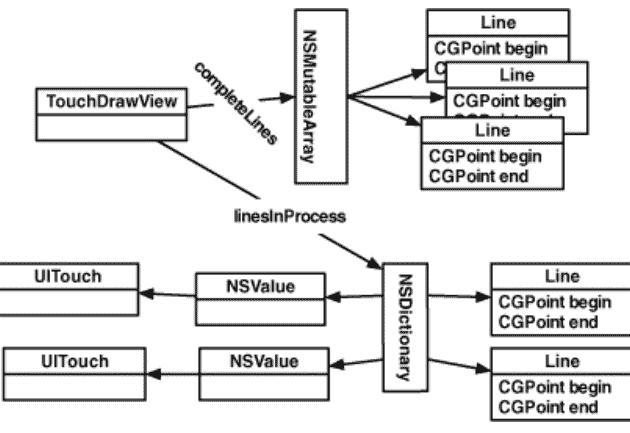 Line
CGPoint begin
Line
CGPoint begin
Line
CGPoint begin
CGPoint end
NSMutableArray
completeLines
TouchDrawView
linesInProcess
UITouch
NSValue
NSDictionary
Line
CGPoint begin
CGPoint end
UITouch
NSValue
Line
CGPoint begin
CGPoint end